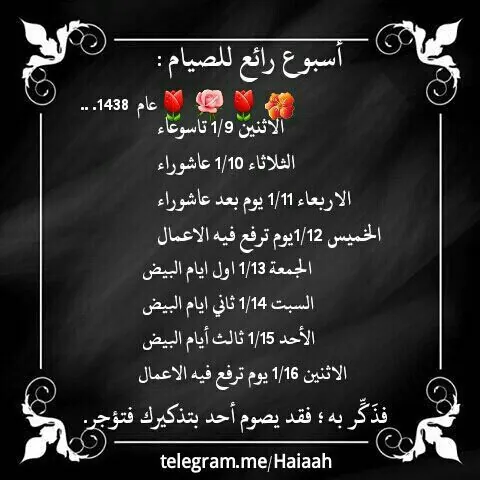 أسبوع رائع للصيام :
عام 1438. ..
الاثنين 1/9 تاسوعاء
الثلاثاء 1/10 عاشوراء
الاربعاء 1/11 يوم بعد عاشوراء
الخميس 1/12يوم ترفع فيه الاعمال
الجمعة 1/13 اول ايام البيض
السبت 1/14 ثاني ايام البيض
الأحد 1/15 ثالث أيام البيض
الاثنين 1/16 يوم ترفع فيه الاعمال
فذَكِّر به ؛ فقد يصوم أحد بتذكيرك فتؤجر.
telegram.me/Haiaah